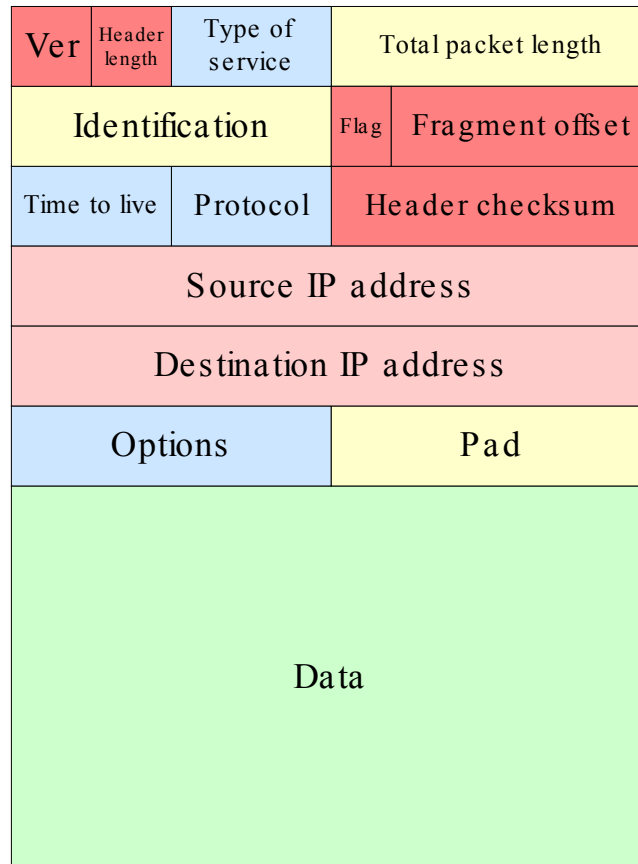 Ver
Header
length
Type of
service
Total packet length
Identification
Flag
Fragment offset
Time to live
Protocol
Header checksum
Source IP address
Destination IP address
Options
Pad
Data